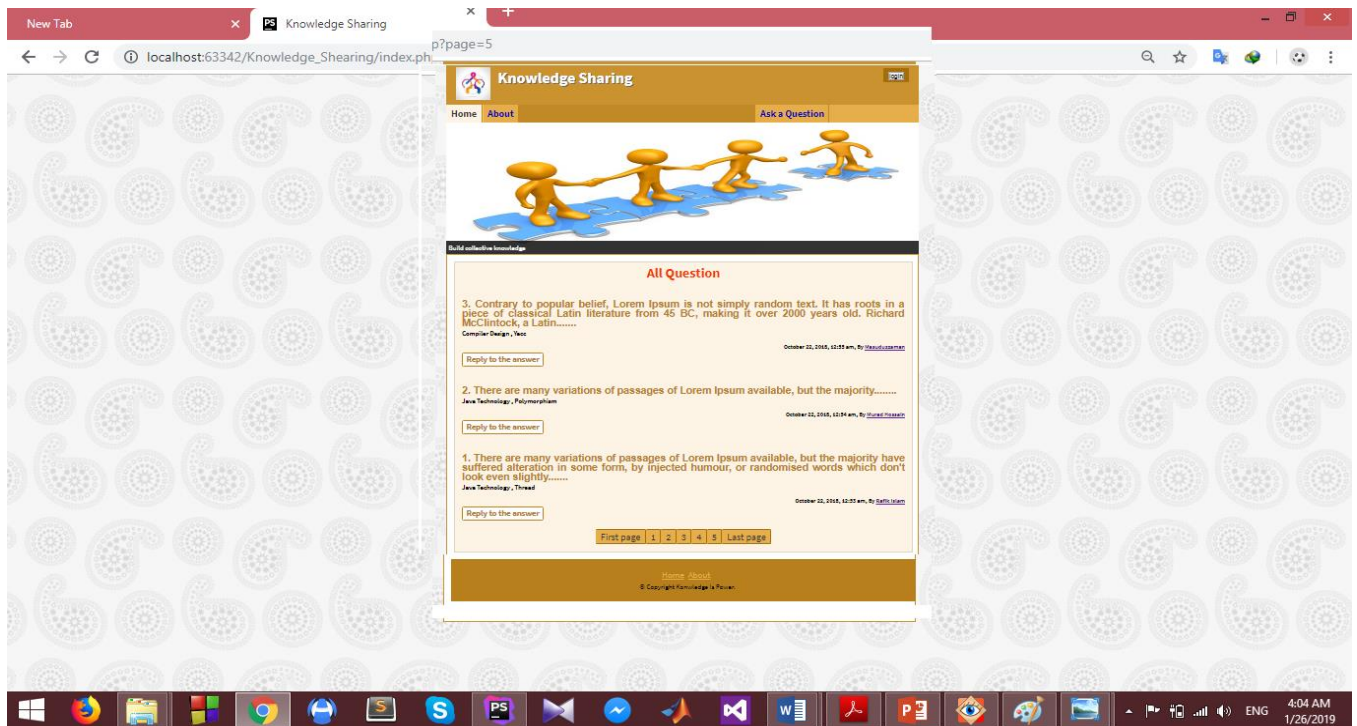 New Tab
Knowledge Sharing
localhost:63342/Knowledge_Shearing/index.php?page=5
Knowledge Sharing
login
Home About Ask a Question
Build collective knowledge
All Question
3. Contrary to popular belief, Lorem Ipsum is not simply random text. It has roots in a
piece of classical Latin literature from 45 BC, making it over 2000 years old. Richard
McClintock, a Latin.......
Compiler Design , Yacc
October 22, 2018, 12:55 am, By Masuduzzaman
Reply to the answer
2. There are many variations of passages of Lorem Ipsum available, but the majority........
Java Technology , Polymorphism
October 22, 2018, 12:54 am, By Murad Hossain
Reply to the answer
1. There are many variations of passages of Lorem Ipsum available, but the majority have
suffered alteration in some form, by injected humour, or randomised words which don't
look even slightly.......
Java Technology , Thread
October 22, 2018, 12:53 am, By Rafik Islam
Reply to the answer
First page 1 2 3 4 5 Last page
Home About
© Copyright Konwledge is Power.
ENG
4:04 AM
1/26/2019